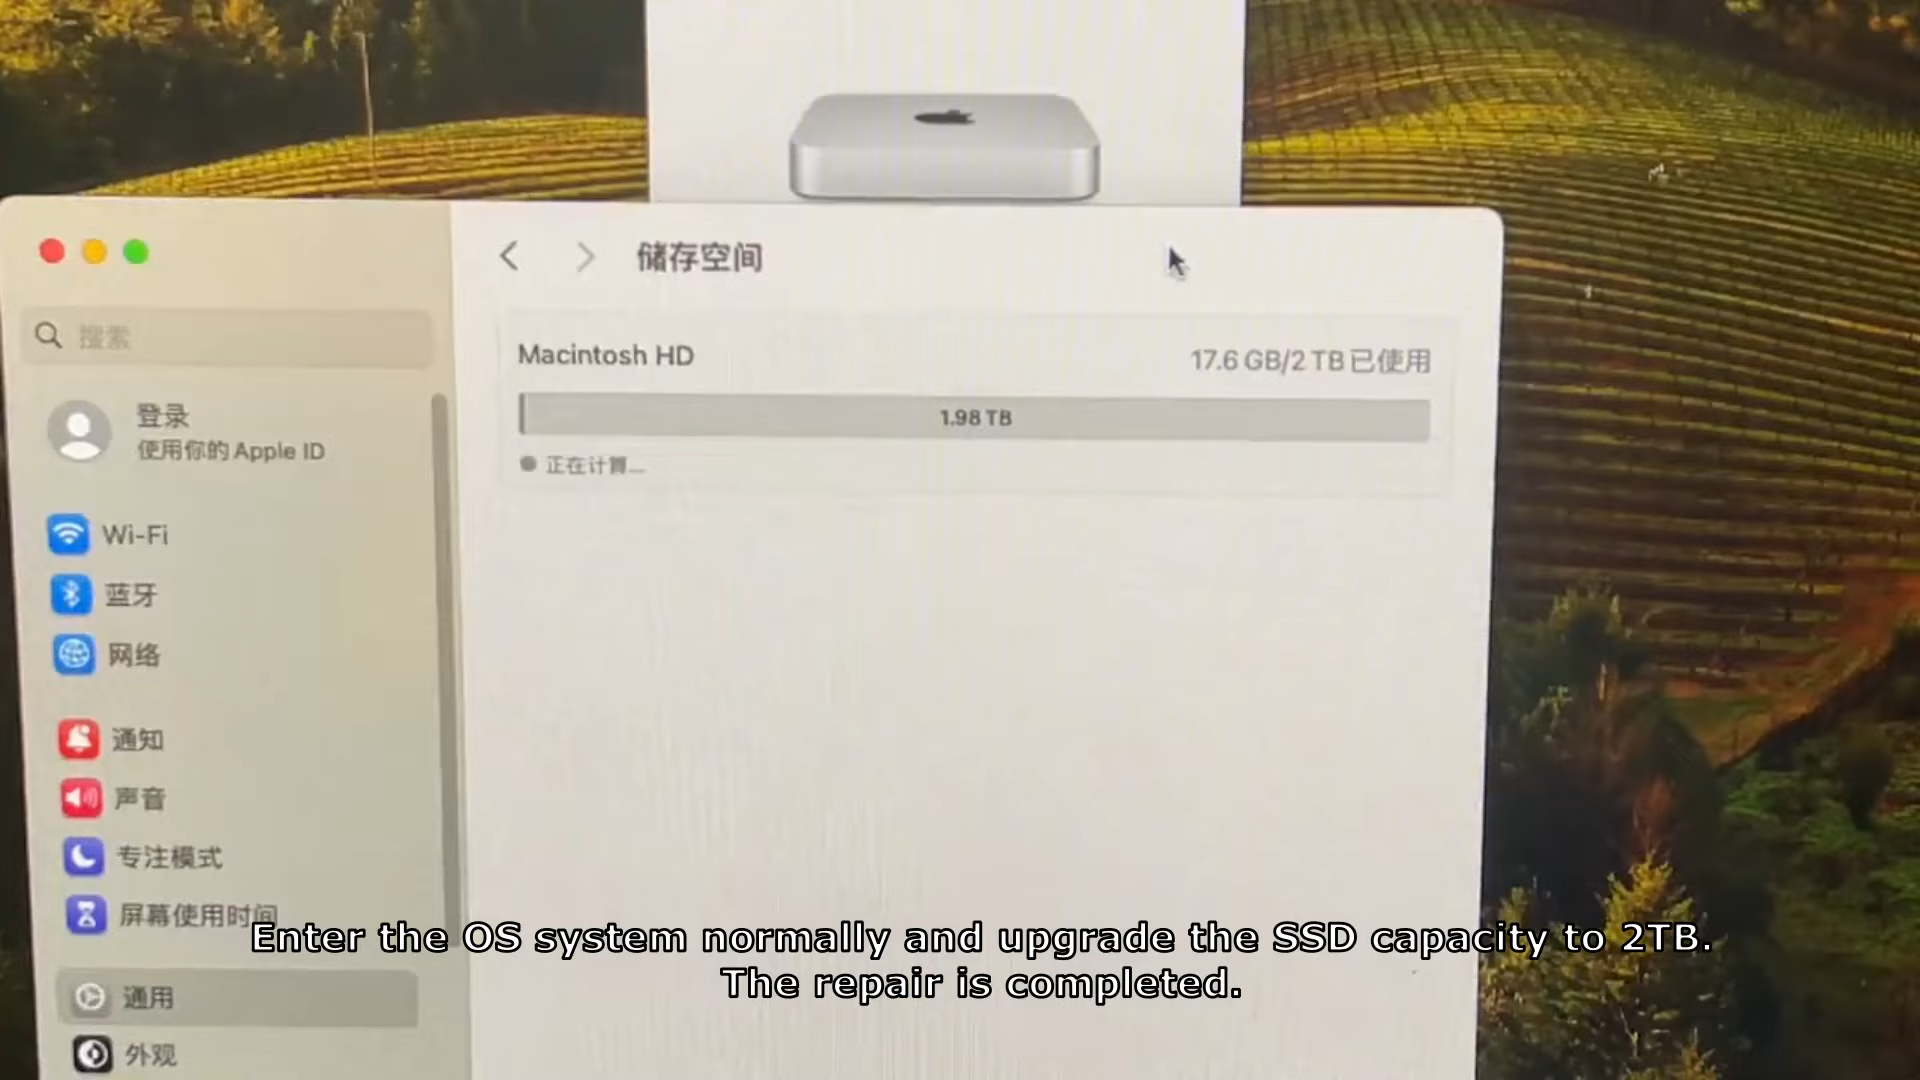 储存空间
搜索
Macintosh HD
17.6 GB/2 TB 已使用
1.98 TB
正在计算...
登录
使用你的 Apple ID
Wi-Fi
蓝牙
网络
通知
声音
专注模式
屏幕使用时间
通用
外观
Enter the OS system normally and upgrade the SSD capacity to 2TB.
The repair is completed.